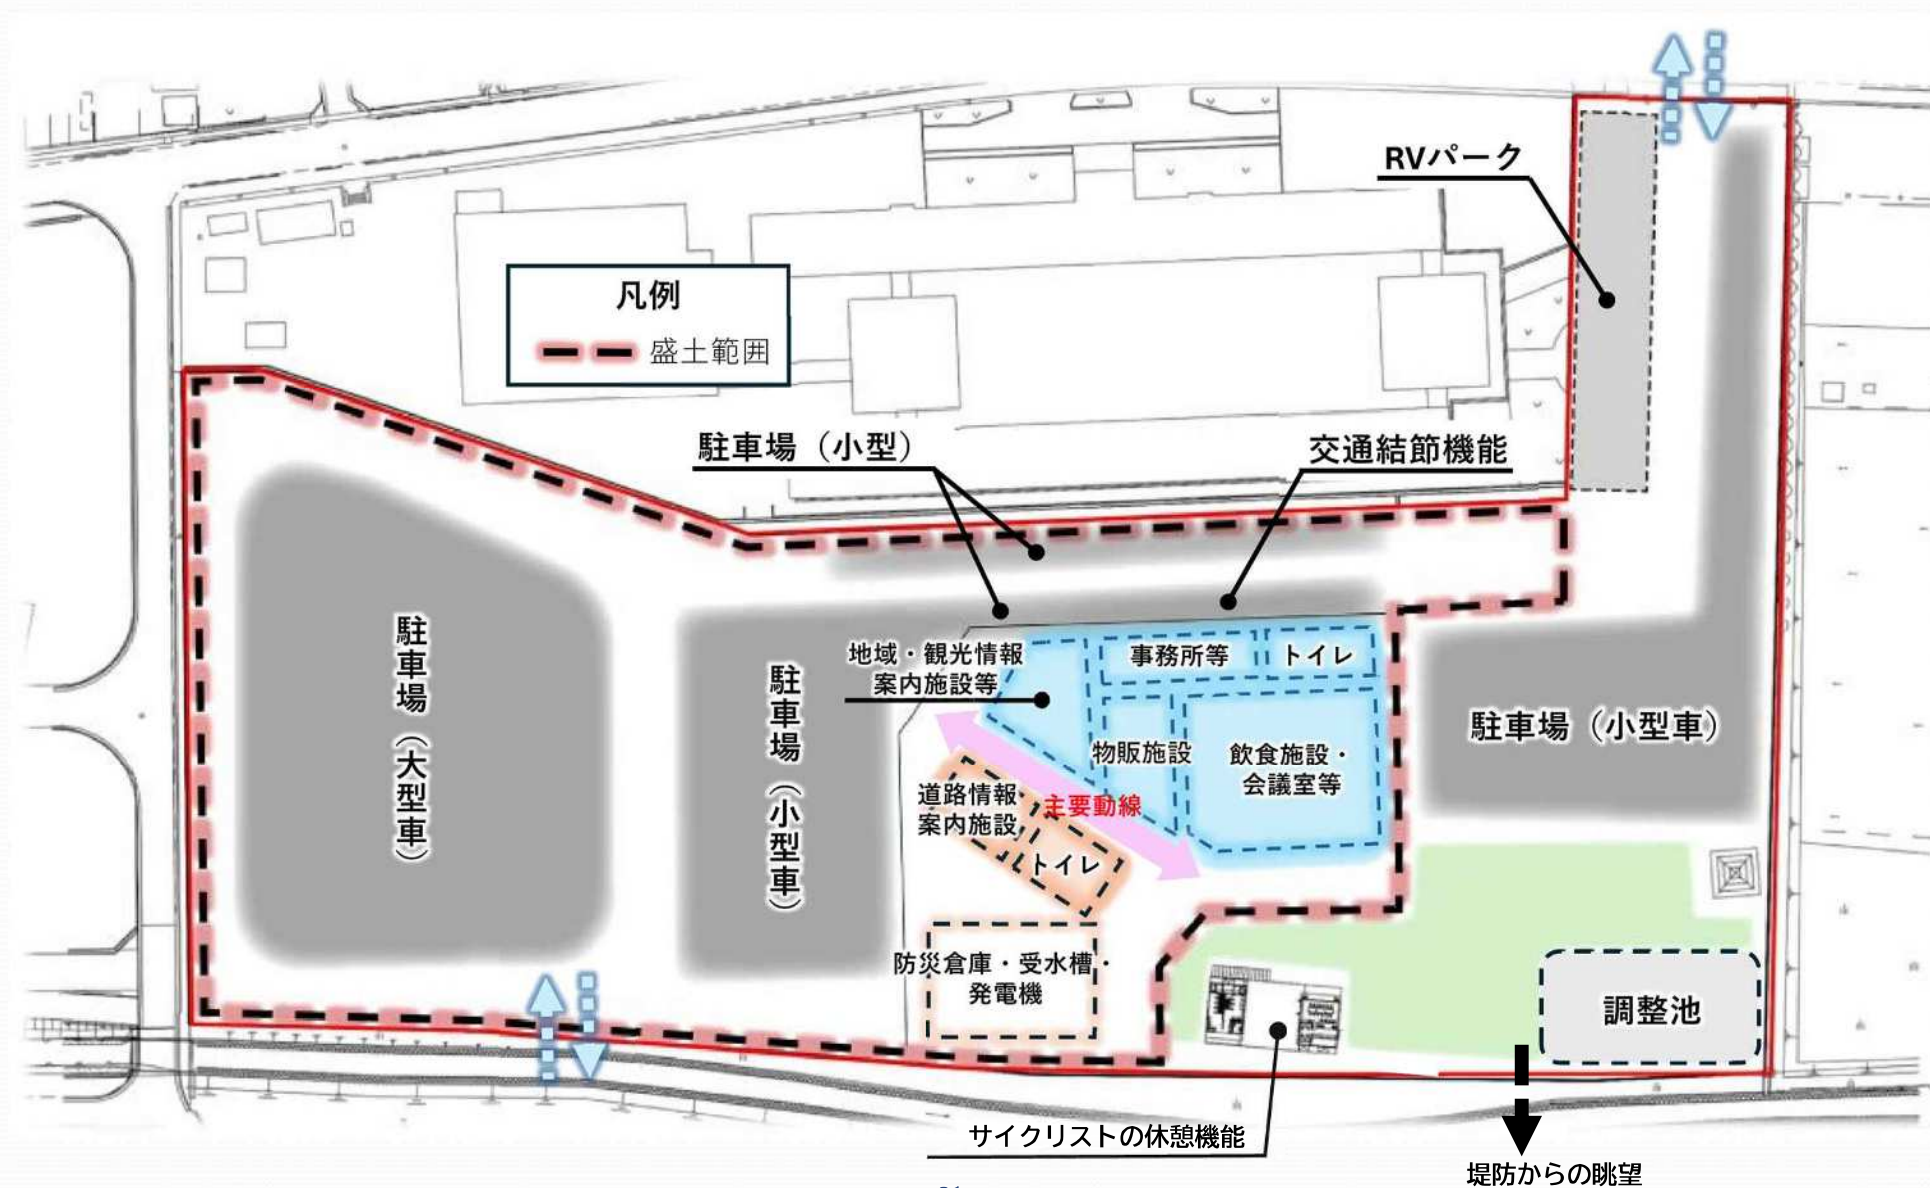 RVパーク
凡例
盛土範囲
駐車場（小型）
交通結節機能
駐車場（大型車）
駐車場（小型車）
地域・観光情報
案内施設等
事務所等
トイレ
物販施設
飲食施設・
会議室等
駐車場（小型車）
道路情報
案内施設
主要動線
トイレ
防災倉庫・受水槽・
発電機
調整池
サイクリストの休憩機能
堤防からの眺望